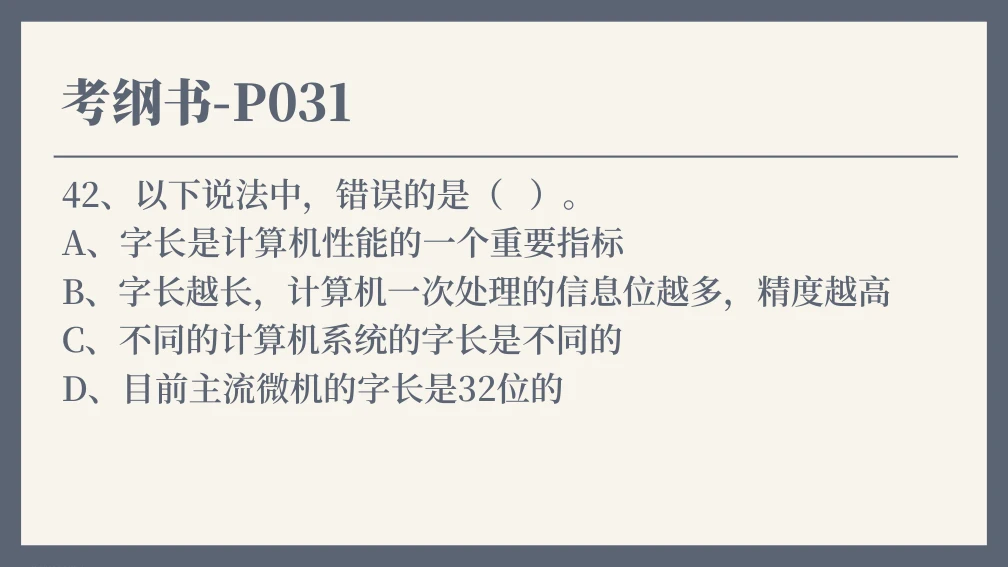 考纲书-P031
42、以下说法中，错误的是（  ）。
A、字长是计算机性能的一个重要指标
B、字长越长，计算机一次处理的信息位越多，精度越高
C、不同的计算机系统的字长是不同的
D、目前主流微机的字长是32位的